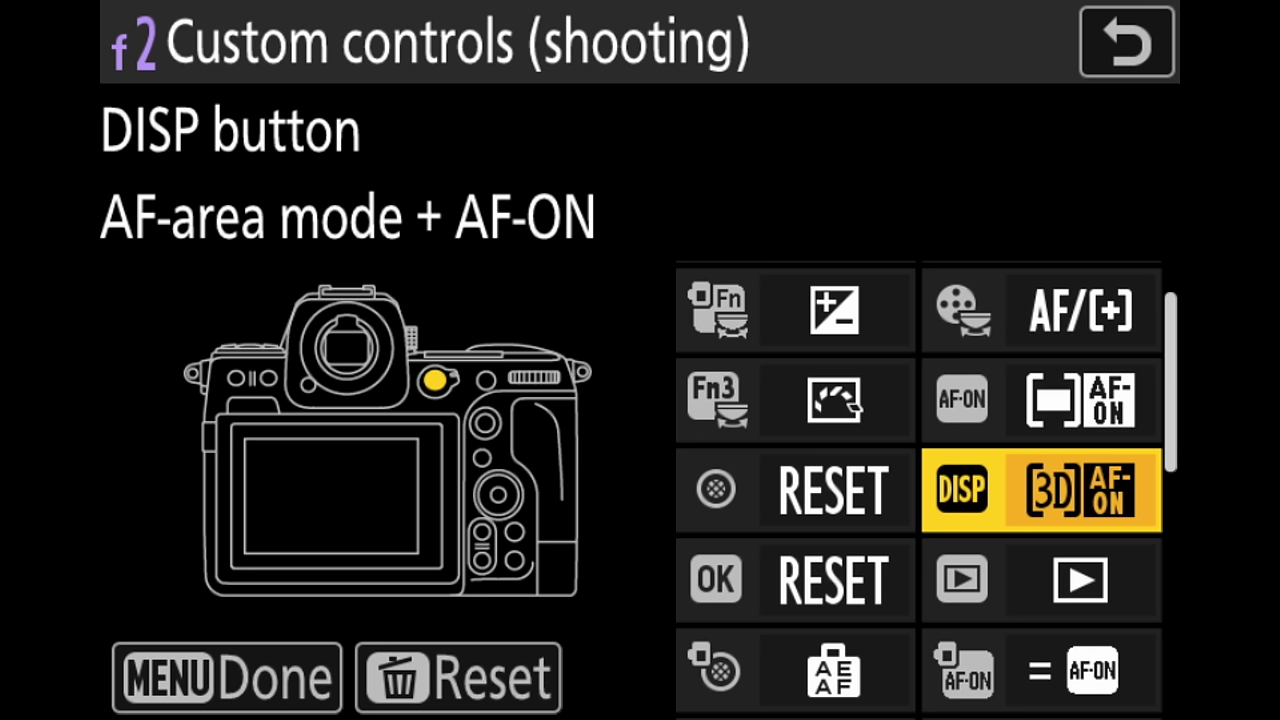 f2 Custom controls (shooting)
DISP button
AF-area mode + AF-ON
Fn
AF/[+]
Fn3
AF-ON
[ ] AF-ON
RESET
DISP
[3D] AF-ON
OK
RESET
AE AF
AF-ON
= AF-ON
MENU Done
Reset